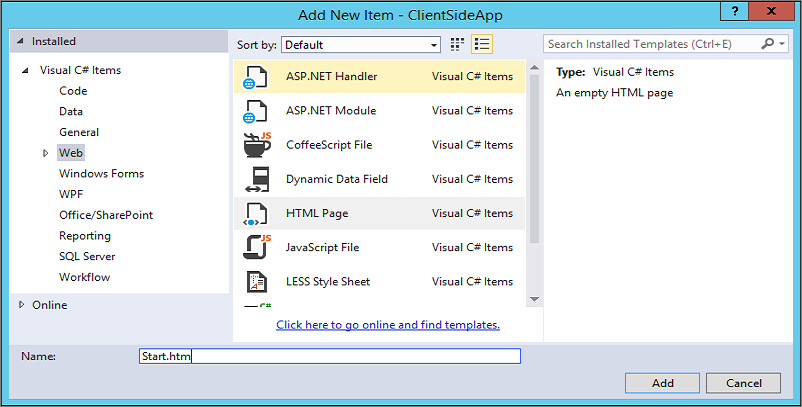 Add New Item - ClientSideApp
? x
Installed
Sort by: Default
Search Installed Templates (Ctrl+E)
Visual C# Items
Code
Data
General
Web
Windows Forms
WPF
Office/SharePoint
Reporting
SQL Server
Workflow
Online
ASP.NET Handler Visual C# Items
ASP.NET Module Visual C# Items
JS
CoffeeScript File Visual C# Items
Dynamic Data Field Visual C# Items
HTML Page Visual C# Items
JS
JavaScript File Visual C# Items
LESS Style Sheet Visual C# Items
C#
Click here to go online and find templates.
Type: Visual C# Items
An empty HTML page
Name: Start.htm
Add Cancel